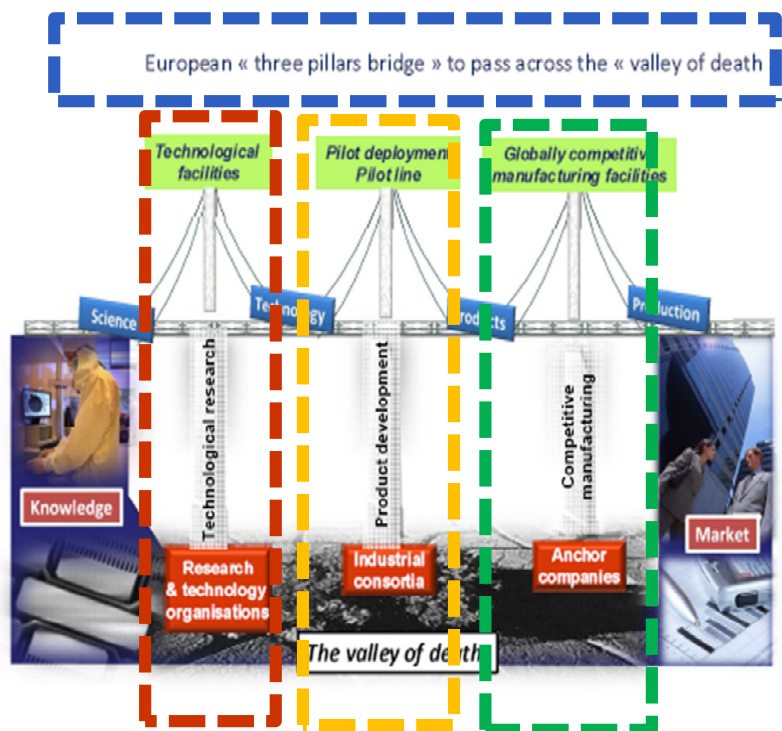 European « three pillars bridge » to pass across the « valley of death
Technological
facilities
Pilot deployment
Pilot line
Globally competitive
manufacturing facilities
Science
Technology
Products
Production
Technological research
Product development
Competitive
manufacturing
Knowledge
Market
Research
& technology
organisations
Industrial
consortia
Anchor
companies
The valley of death